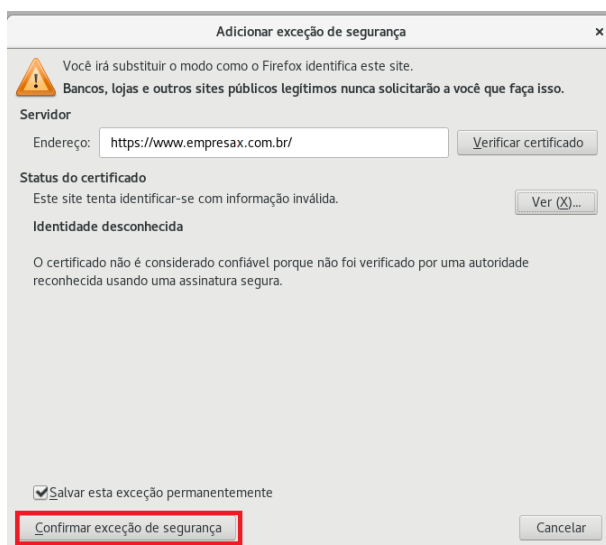 Adicionar exceção de segurança
Você irá substituir o modo como o Firefox identifica este site.
Bancos, lojas e outros sites públicos legítimos nunca solicitarão a você que faça isso.
Servidor
Endereço: https://www.empresax.com.br/ Verificar certificado
Status do certificado
Este site tenta identificar-se com informação inválida.
Ver (X)...
Identidade desconhecida
O certificado não é considerado confiável porque não foi verificado por uma autoridade
reconhecida usando uma assinatura segura.
Salvar esta exceção permanentemente
Confirmar exceção de segurança Cancelar